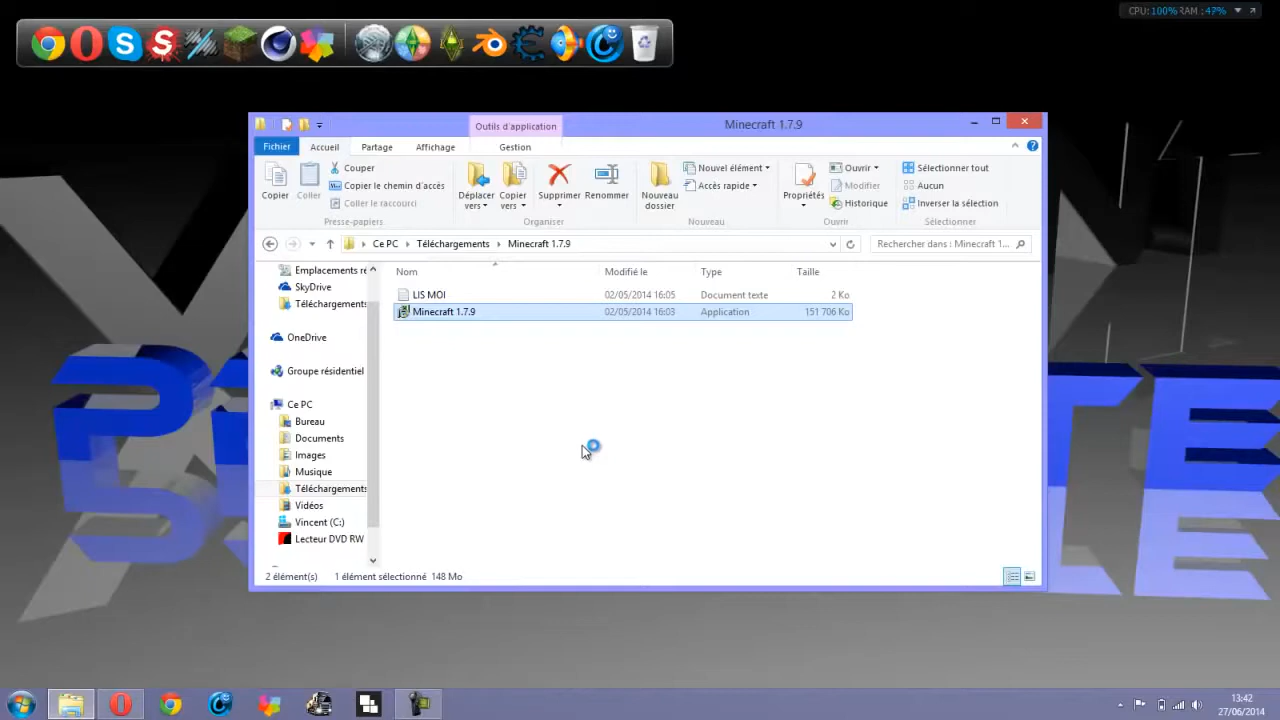 CPU: 100% RAM : 47%
Outils d'application
Minecraft 1.7.9
Fichier Accueil Partage Affichage Gestion
Copier
Coller
Couper
Copier le chemin d'accès
Coller le raccourci
Presse-papiers
Déplacer vers
Copier vers
Supprimer
Renommer
Organiser
Nouveau dossier
Nouvel élément
Accès rapide
Nouveau
Propriétés
Ouvrir
Modifier
Historique
Ouvrir
Sélectionner tout
Aucun
Inverser la sélection
Sélectionner
Ce PC Téléchargements Minecraft 1.7.9
Rechercher dans : Minecraft 1...
Emplacements ré
SkyDrive
Téléchargements
OneDrive
Groupe résidentiel
Ce PC
Bureau
Documents
Images
Musique
Téléchargements
Vidéos
Vincent (C:)
Lecteur DVD RW
Nom Modifié le Type Taille
LIS MOI 02/05/2014 16:05 Document texte 2 Ko
Minecraft 1.7.9 02/05/2014 16:03 Application 151 706 Ko
2 élément(s) 1 élément sélectionné 148 Mo
13:42
27/06/2014